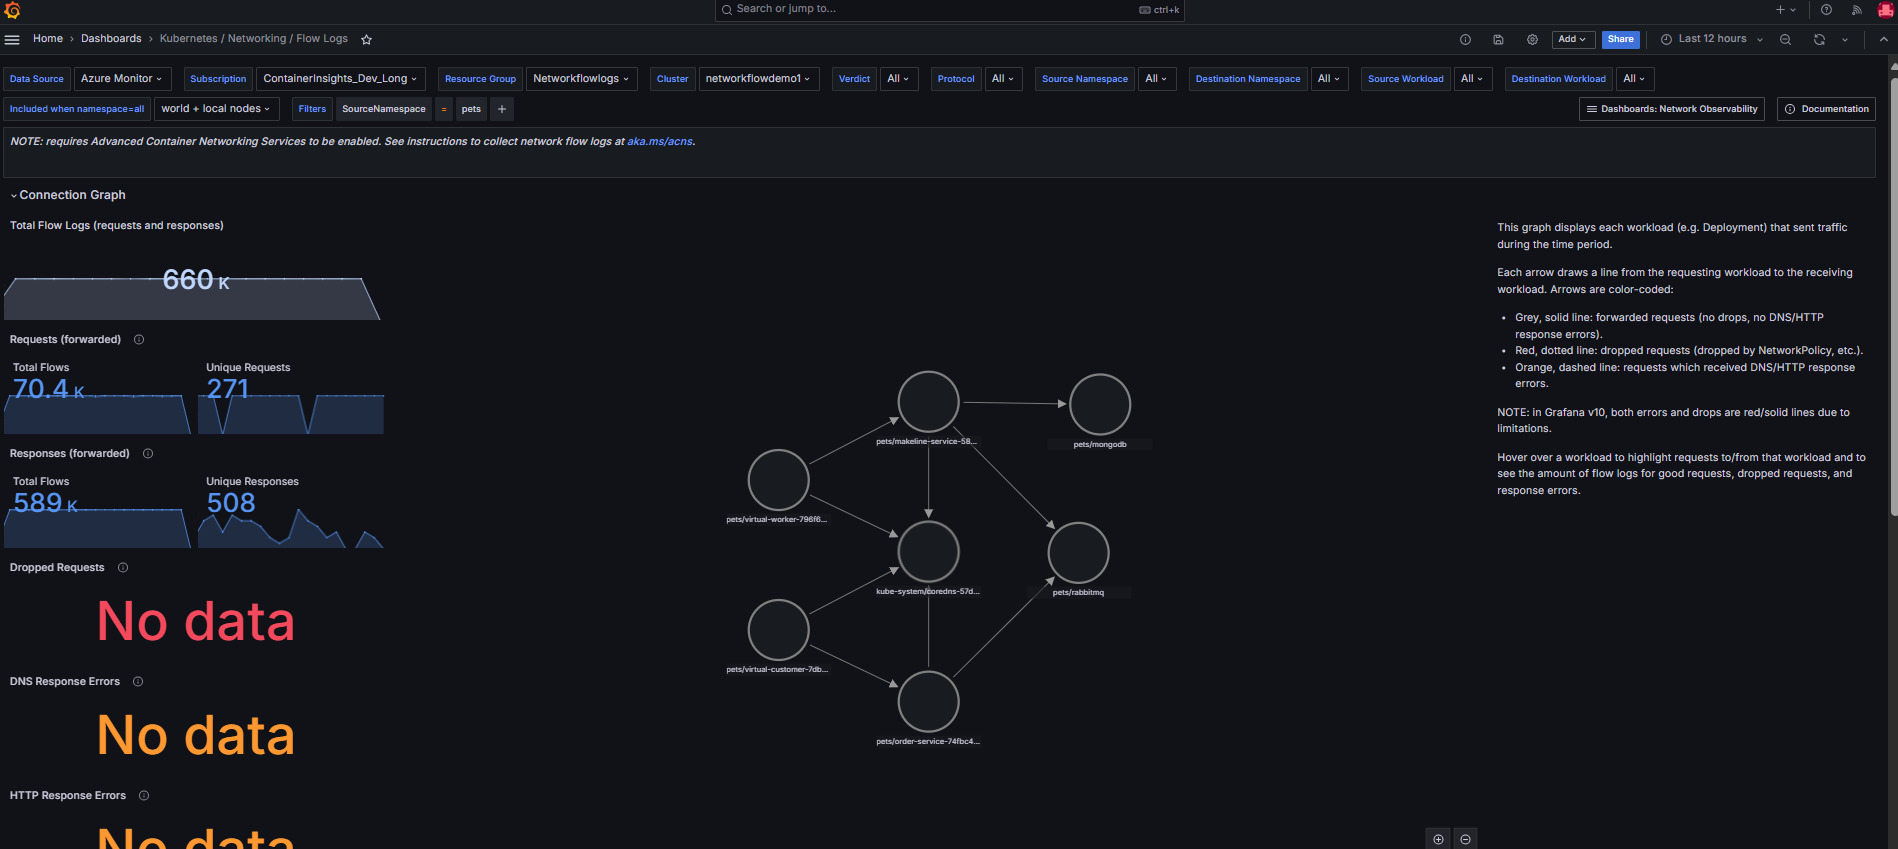 Search or jump to...
ctrl+k
Home › Dashboards › Kubernetes / Networking / Flow Logs
Add
Share
Last 12 hours
Data Source Azure Monitor
Subscription ContainerInsights_Dev_Long
Resource Group Networkflowlogs
Cluster networkflowdemo1
Verdict All
Protocol All
Source Namespace All
Destination Namespace All
Source Workload All
Destination Workload All
Included when namespace=all world + local nodes
Filters SourceNamespace = pets +
Dashboards: Network Observability
Documentation
NOTE: requires Advanced Container Networking Services to be enabled. See instructions to collect network flow logs at aka.ms/acns.
Connection Graph
Total Flow Logs (requests and responses)
660 K
Requests (forwarded)
Total Flows
70.4 K
Unique Requests
271
Responses (forwarded)
Total Flows
589 K
Unique Responses
508
Dropped Requests
No data
DNS Response Errors
No data
HTTP Response Errors
No data
pets/makeline-service-58...
pets/mongodb
pets/virtual-worker-796f6...
kube-system/coredns-57d...
pets/rabbitmq
pets/virtual-customer-7db...
pets/order-service-74fbc4...
This graph displays each workload (e.g. Deployment) that sent traffic
during the time period.
Each arrow draws a line from the requesting workload to the receiving
workload. Arrows are color-coded:
• Grey, solid line: forwarded requests (no drops, no DNS/HTTP
response errors).
• Red, dotted line: dropped requests (dropped by NetworkPolicy, etc.).
• Orange, dashed line: requests which received DNS/HTTP response
errors.
NOTE: in Grafana v10, both errors and drops are red/solid lines due to
limitations.
Hover over a workload to highlight requests to/from that workload and to
see the amount of flow logs for good requests, dropped requests, and
response errors.